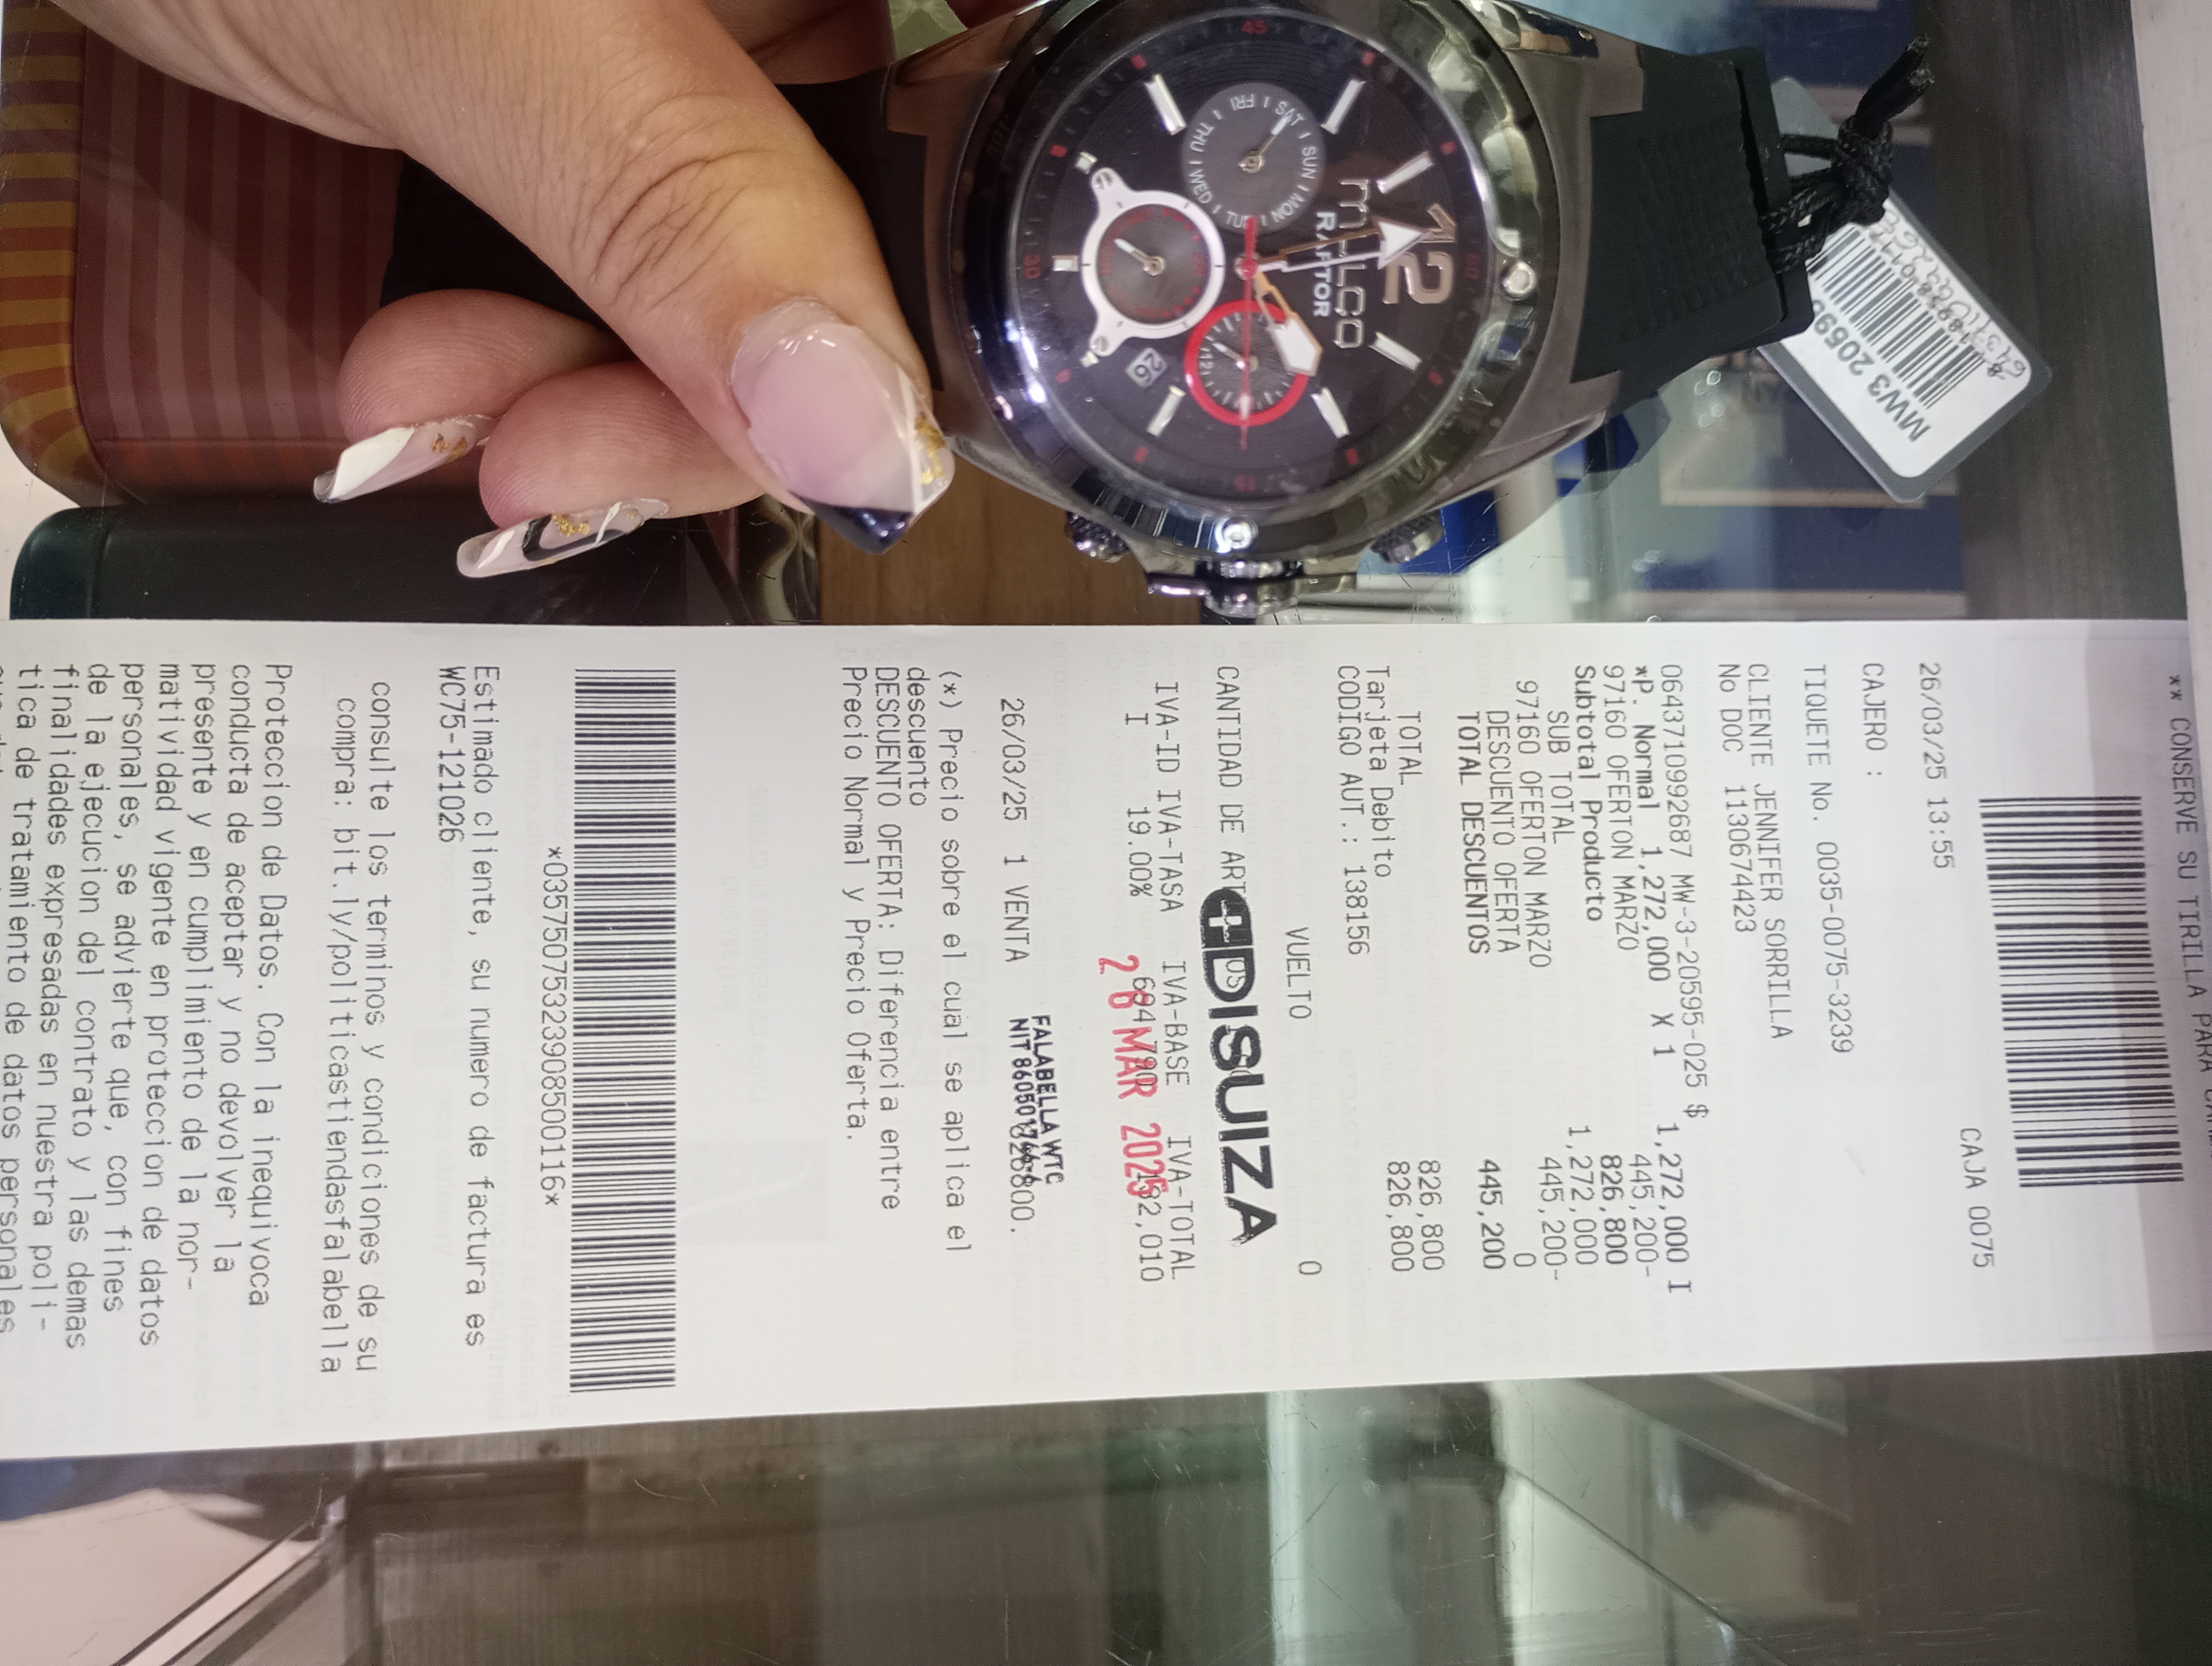 45
FRI SAT SUN MON TU WED THU
12
mulco
RAPTOR
60
30
26
12
15
MW3 20595
** CONSERVE SU TIRILLA PARA
CAJA 0075
26/03/25 13:55
CAJERO :
TIQUETE No. 0035-0075-3239
CLIENTE JENNIFER SORRILLA
No DOC 1130674423
0643710992687 MW-3-20595-025 $
*P. Normal 1,272,000 X 1 1,272,000 I
97160 OFERTON MARZO 445,200-
Subtotal Producto 826,800
SUB TOTAL 1,272,000
97160 OFERTON MARZO 445,200-
DESCUENTO OFERTA 0
TOTAL DESCUENTOS 445,200
TOTAL 826,800
Tarjeta Debito 826,800
CODIGO AUT.: 138156
VUELTO 0
CANTIDAD DE
DISUIZA
IVA-ID IVA-TASA IVA-BASE IVA-TOTAL
I 19.00%
MAR 2025
FALABELLA WTC
NIT
26/03/25 1 VENTA
(*) Precio sobre el cual se aplica el
descuento
DESCUENTO OFERTA: Diferencia entre
Precio Normal y Precio Oferta.
*03575075323908500116*
Estimado cliente, su numero de factura es
WC75-121026
consulte los terminos y condiciones de su
compra: bit.ly/politicastiendasfalabella
Proteccion de Datos. Con la inequivoca
conducta de aceptar y no devolver la
presente y en cumplimiento de la nor-
matividad vigente en proteccion de datos
personales, se advierte que, con fines
de la ejecucion del contrato y las demas
finalidades expresadas en nuestra poli-
tica de tratamiento de datos personales